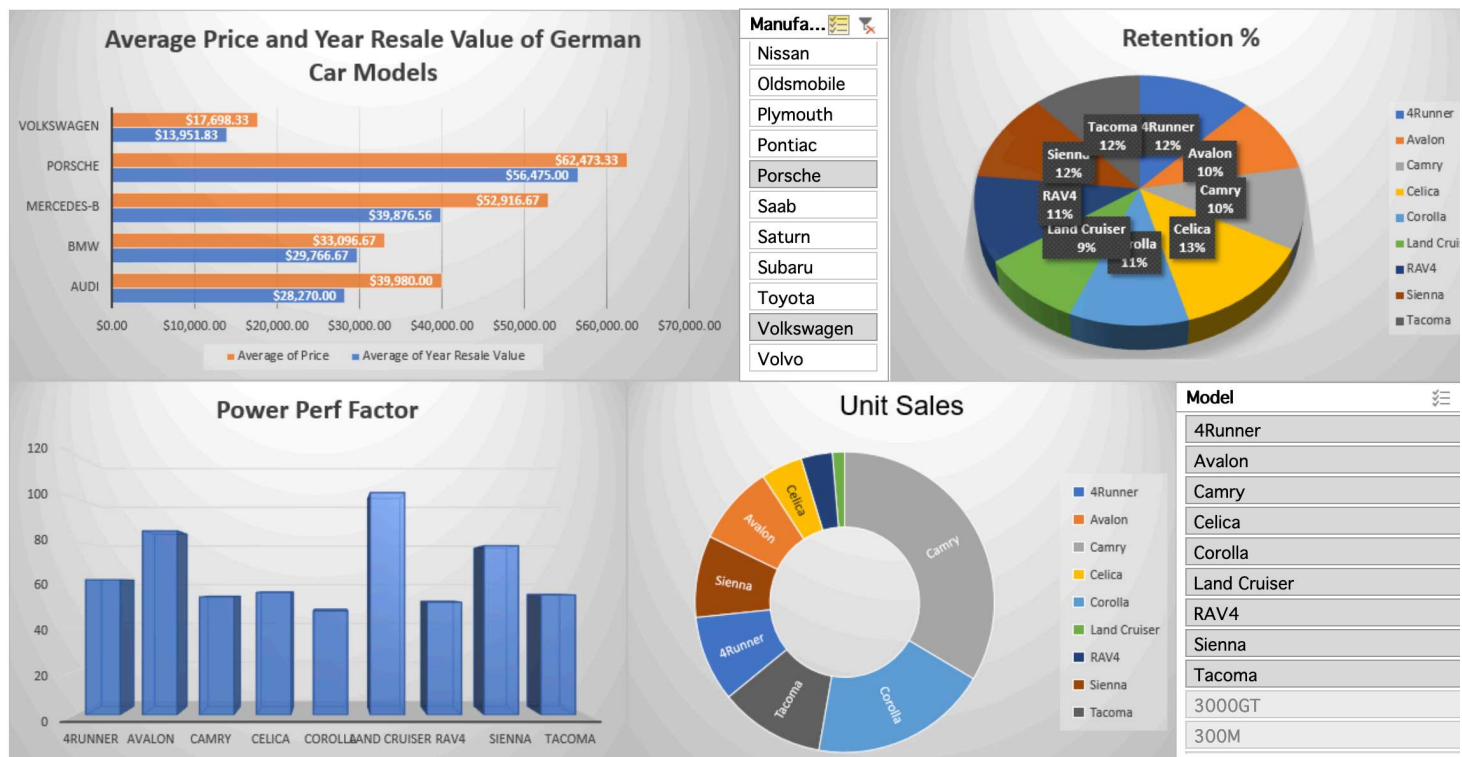 Average Price and Year Resale Value of German
Car Models
VOLKSWAGEN
$17,698.33
$13,951.83
PORSCHE
$62,473.33
$56,475.00
MERCEDES-B
$52,916.67
$39,876.56
BMW
$33,096.67
$29,766.67
AUDI
$39,980.00
$28,270.00
$0.00 $10,000.00 $20,000.00 $30,000.00 $40,000.00 $50,000.00 $60,000.00 $70,000.00
Average of Price Average of Year Resale Value
Manufa...
Nissan
Oldsmobile
Plymouth
Pontiac
Porsche
Saab
Saturn
Subaru
Toyota
Volkswagen
Volvo
Retention %
Tacoma
12%
4Runner
12%
Avalon
10%
Camry
10%
Celica
13%
rolla
11%
Land Cruiser
9%
RAV4
11%
Sienna
12%
4Runner
Avalon
Camry
Celica
Corolla
Land Crui
RAV4
Sienna
Tacoma
Power Perf Factor
120
100
80
60
40
20
0
4RUNNER AVALON CAMRY CELICA COROLLA LAND CRUISER RAV4 SIENNA TACOMA
Unit Sales
Camry
Corolla
Tacoma
4Runner
Sienna
Avalon
Celica
4Runner
Avalon
Camry
Celica
Corolla
Land Cruiser
RAV4
Sienna
Tacoma
Model
4Runner
Avalon
Camry
Celica
Corolla
Land Cruiser
RAV4
Sienna
Tacoma
3000GT
300M